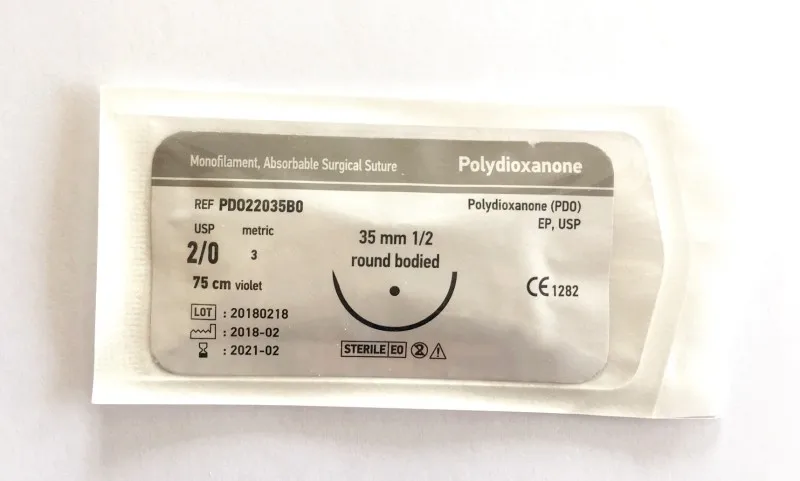 Monofilament, Absorbable Surgical Suture
Polydioxanone
REF PDO22035B0
Polydioxanone (PDO)
EP, USP
USP metric
2/0 3
75 cm violet
35 mm 1/2
round bodied
CE 1282
LOT : 20180218
: 2018-02
: 2021-02
STERILE EO
2